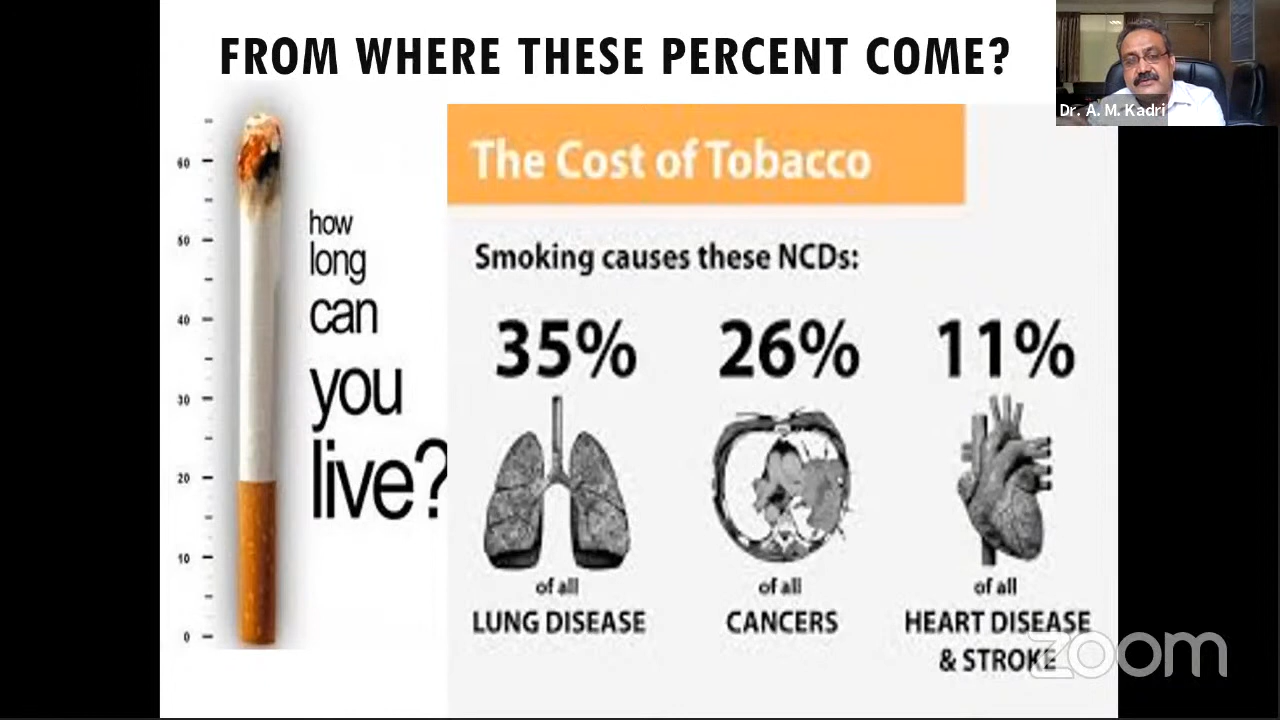 FROM WHERE THESE PERCENT COME?
Dr. A. M. Kadri
60
50
40
30
20
10
0
how
long
can
you
live?
The Cost of Tobacco
Smoking causes these NCDs:
35%
of all
LUNG DISEASE
26%
of all
CANCERS
11%
of all
HEART DISEASE
& STROKE
zoom